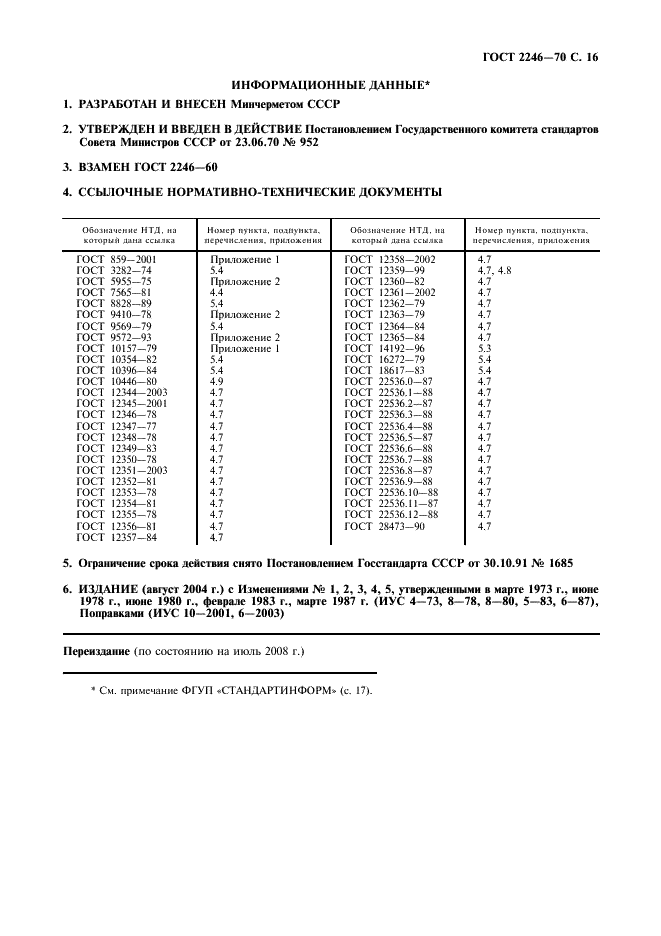 ГОСТ 2246—70 С. 16
ИНФОРМАЦИОННЫЕ ДАННЫЕ*
1. РАЗРАБОТАН И ВНЕСЕН Минчерметом СССР
2. УТВЕРЖДЕН И ВВЕДЕН В ДЕЙСТВИЕ Постановлением Государственного комитета стандартов
Совета Министров СССР от 23.06.70 № 952
3. ВЗАМЕН ГОСТ 2246—60
4. ССЫЛОЧНЫЕ НОРМАТИВНО-ТЕХНИЧЕСКИЕ ДОКУМЕНТЫ
Обозначение НТД, на Номер пункта, подпункта, Обозначение НТД, на Номер пункта, подпункта,
который дана ссылка перечисления, приложения который дана ссылка перечисления, приложения
ГОСТ 859—2001 Приложение 1 ГОСТ 12358—2002 4.7
ГОСТ 3282—74 5.4 ГОСТ 12359—99 4.7, 4.8
ГОСТ 5955—75 Приложение 2 ГОСТ 12360—82 4.7
ГОСТ 7565—81 4.4 ГОСТ 12361—2002 4.7
ГОСТ 8828—89 5.4 ГОСТ 12362—79 4.7
ГОСТ 9410—78 Приложение 2 ГОСТ 12363—79 4.7
ГОСТ 9569—79 5.4 ГОСТ 12364—84 4.7
ГОСТ 9572—93 Приложение 2 ГОСТ 12365—84 4.7
ГОСТ 10157—79 Приложение 1 ГОСТ 14192—96 5.3
ГОСТ 10354—82 5.4 ГОСТ 16272—79 5.4
ГОСТ 10396—84 5.4 ГОСТ 18617—83 5.4
ГОСТ 10446—80 4.9 ГОСТ 22536.0—87 4.7
ГОСТ 12344—2003 4.7 ГОСТ 22536.1—88 4.7
ГОСТ 12345—2001 4.7 ГОСТ 22536.2—87 4.7
ГОСТ 12346—78 4.7 ГОСТ 22536.3—88 4.7
ГОСТ 12347—77 4.7 ГОСТ 22536.4—88 4.7
ГОСТ 12348—78 4.7 ГОСТ 22536.5—87 4.7
ГОСТ 12349—83 4.7 ГОСТ 22536.6—88 4.7
ГОСТ 12350—78 4.7 ГОСТ 22536.7—88 4.7
ГОСТ 12351—2003 4.7 ГОСТ 22536.8—87 4.7
ГОСТ 12352—81 4.7 ГОСТ 22536.9—88 4.7
ГОСТ 12353—78 4.7 ГОСТ 22536.10—88 4.7
ГОСТ 12354—81 4.7 ГОСТ 22536.11—87 4.7
ГОСТ 12355—78 4.7 ГОСТ 22536.12—88 4.7
ГОСТ 12356—81 4.7 ГОСТ 28473—90 4.7
ГОСТ 12357—84 4.7
5. Ограничение срока действия снято Постановлением Госстандарта СССР от 30.10.91 № 1685
6. ИЗДАНИЕ (август 2004 г.) с Изменениями № 1, 2, 3, 4, 5, утвержденными в марте 1973 г., июне
1978 г., июне 1980 г., феврале 1983 г., марте 1987 г. (ИУС 4—73, 8—78, 8—80, 5—83, 6—87),
Поправками (ИУС 10—2001, 6—2003)
Переиздание (по состоянию на июль 2008 г.)
* См. примечание ФГУП «СТАНДАРТИНФОРМ» (с. 17).